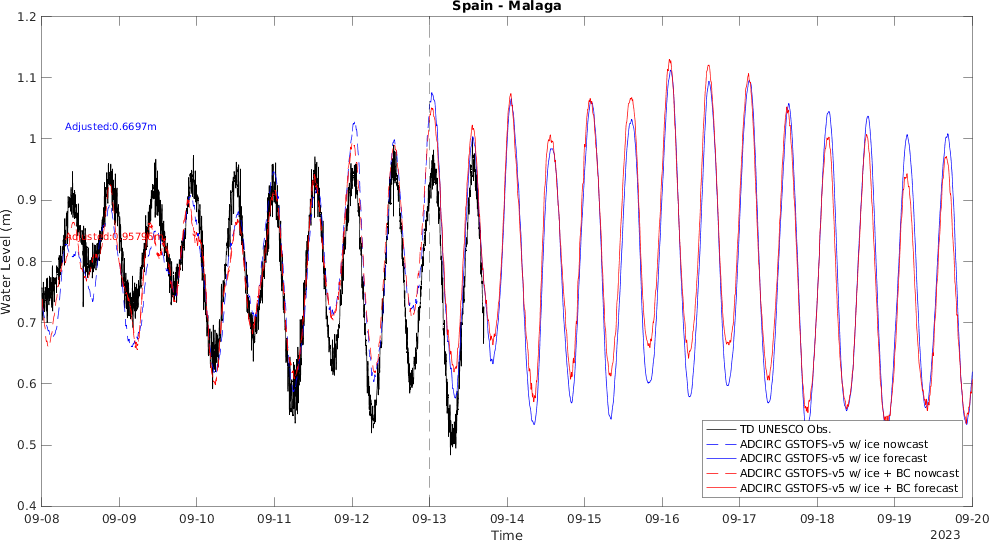 Spain - Malaga
1.2
1.1
1
0.9
0.8
0.7
0.6
0.5
0.4
Water Level (m)
Adjusted:0.6697m
Adjusted:0.95796m
TD UNESCO Obs.
ADCIRC GSTOFS-v5 w/ ice nowcast
ADCIRC GSTOFS-v5 w/ ice forecast
ADCIRC GSTOFS-v5 w/ ice + BC nowcast
ADCIRC GSTOFS-v5 w/ ice + BC forecast
09-08 09-09 09-10 09-11 09-12 09-13 09-14 09-15 09-16 09-17 09-18 09-19 09-20
Time 2023